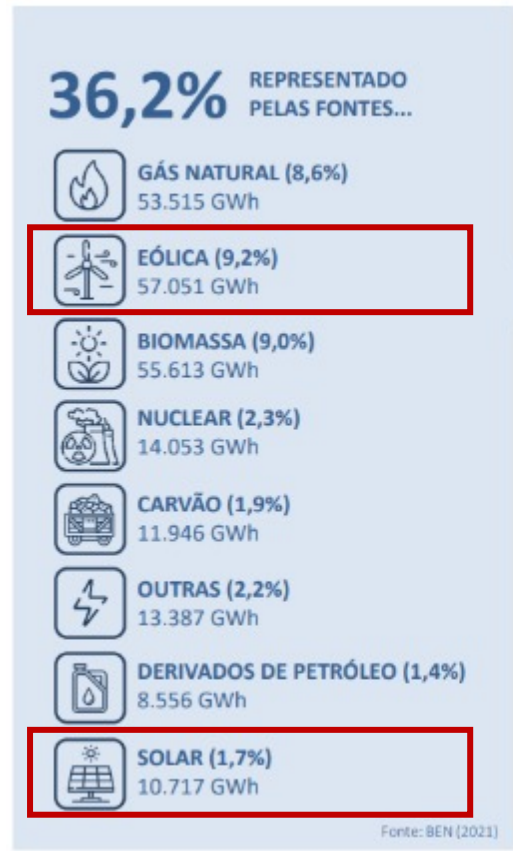 36,2% REPRESENTADO
PELAS FONTES...
GÁS NATURAL (8,6%)
53.515 GWh
EÓLICA (9,2%)
57.051 GWh
BIOMASSA (9,0%)
55.613 GWh
NUCLEAR (2,3%)
14.053 GWh
CARVÃO (1,9%)
11.946 GWh
OUTRAS (2,2%)
13.387 GWh
DERIVADOS DE PETRÓLEO (1,4%)
8.556 GWh
SOLAR (1,7%)
10.717 GWh
Fonte: BEN (2021)